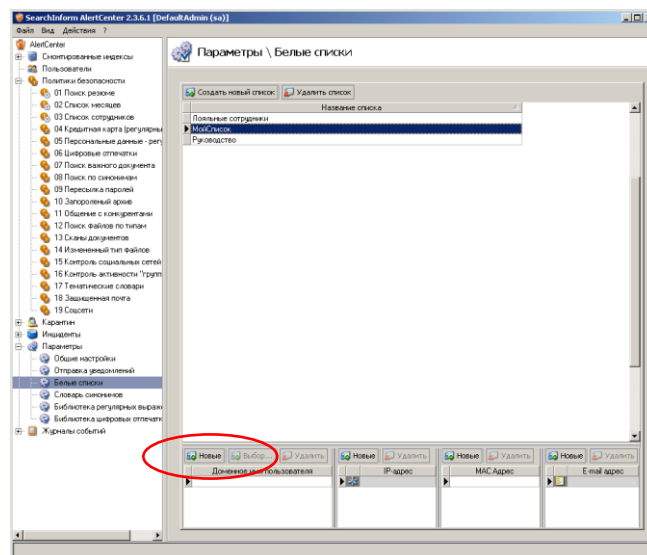 SearchInform AlertCenter 2.3.6.1 [DefaultAdmin (sa)]
Файл Вид Действия ?
AlertCenter
Смонтированные индексы
Пользователи
Политики безопасности
01 Поиск резюме
02 Список месяцев
03 Список сотрудников
04 Кредитная карта (регулярны
05 Персональные данные - рег
06 Цифровые отпечатки
07 Поиск важного документа
08 Поиск по синонимам
09 Пересылка паролей
10 Запороленый архив
11 Общение с конкурентами
12 Поиск файлов по типам
13 Сканы документов
14 Измененный тип файлов
15 Контроль социальных сетей
16 Контроль активности "групп
17 Тематические словари
18 Защищенная почта
19 Соцсети
Карантин
Инциденты
Параметры
Общие настройки
Отправка уведомлений
Белые списки
Словарь синонимов
Библиотека регулярных выраж
Библиотека цифровых отпечатк
Журналы событий
Параметры \ Белые списки
Создать новый список Удалить список
Название списка
Лояльные сотрудники
МойСписок
Руководство
Новые Выбор... Удалить Новые Удалить Новые Удалить Новые Удалить
Доменное имя пользователя IP-адрес MAC Адрес E-mail адрес